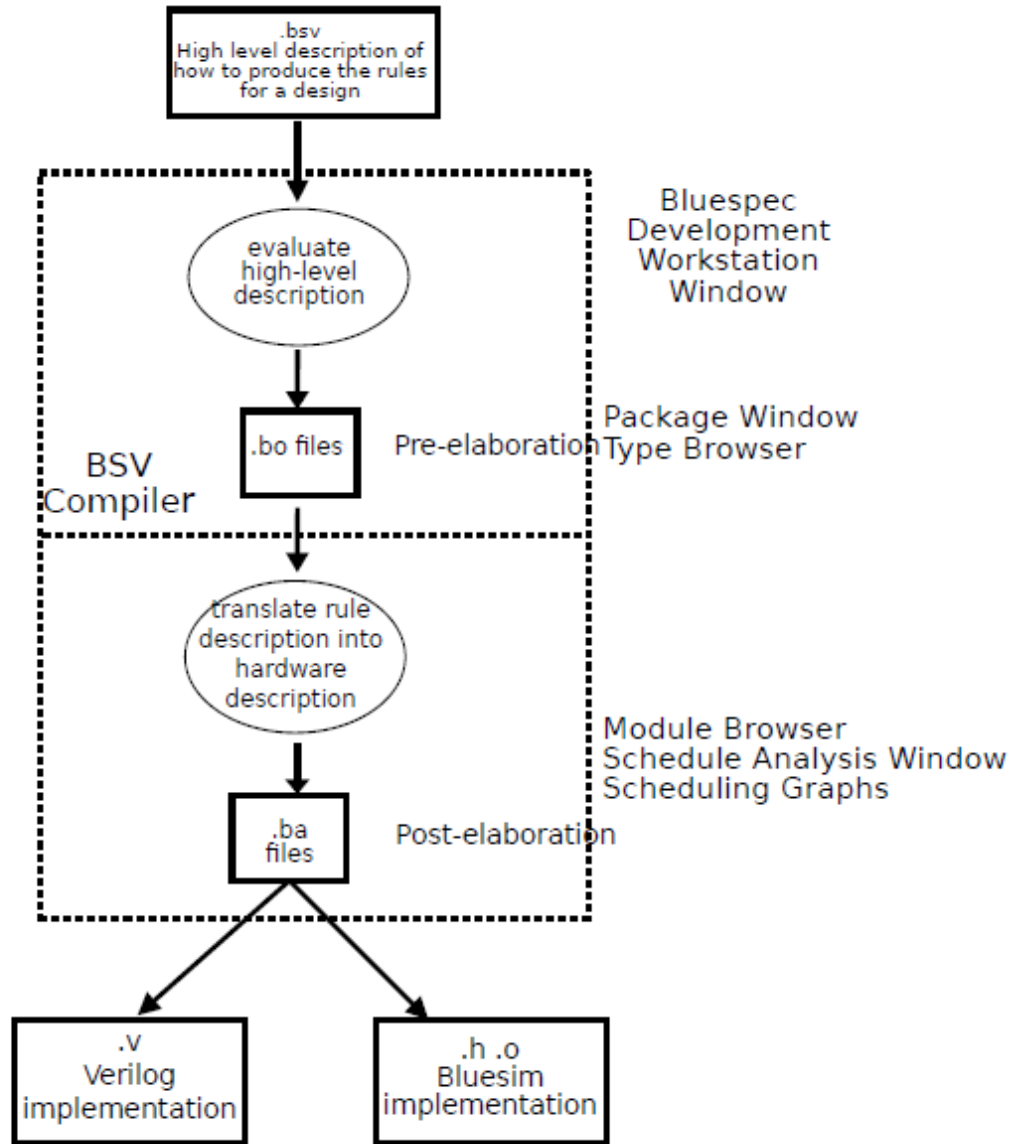 .bsv
High level description of
how to produce the rules
for a design
evaluate
high-level
description
Bluespec
Development
Workstation
Window
.bo files
Pre-elaboration
Package Window
Type Browser
BSV
Compiler
translate rule
description into
hardware
description
Module Browser
Schedule Analysis Window
Scheduling Graphs
.ba
files
Post-elaboration
.v
Verilog
implementation
.h .o
Bluesim
implementation